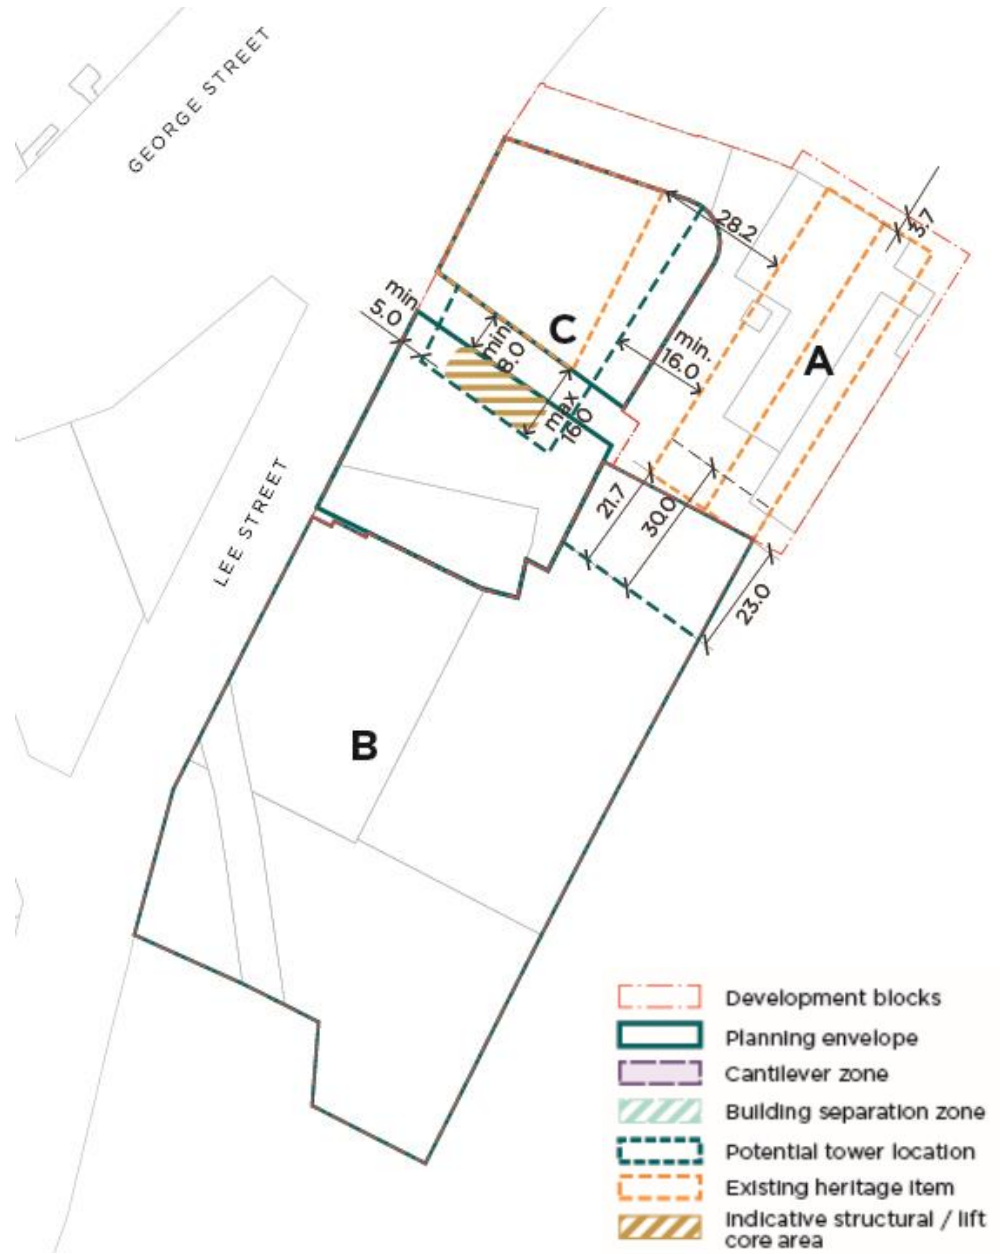 GEORGE STREET
28.2
3.7
min.
5.0
min.
8.0
C
min.
16.0
A
max
16.0
LEE STREET
21.7
30.0
23.0
B
Development blocks
Planning envelope
Cantilever zone
Building separation zone
Potential tower location
Existing heritage item
Indicative structural / lift
core area